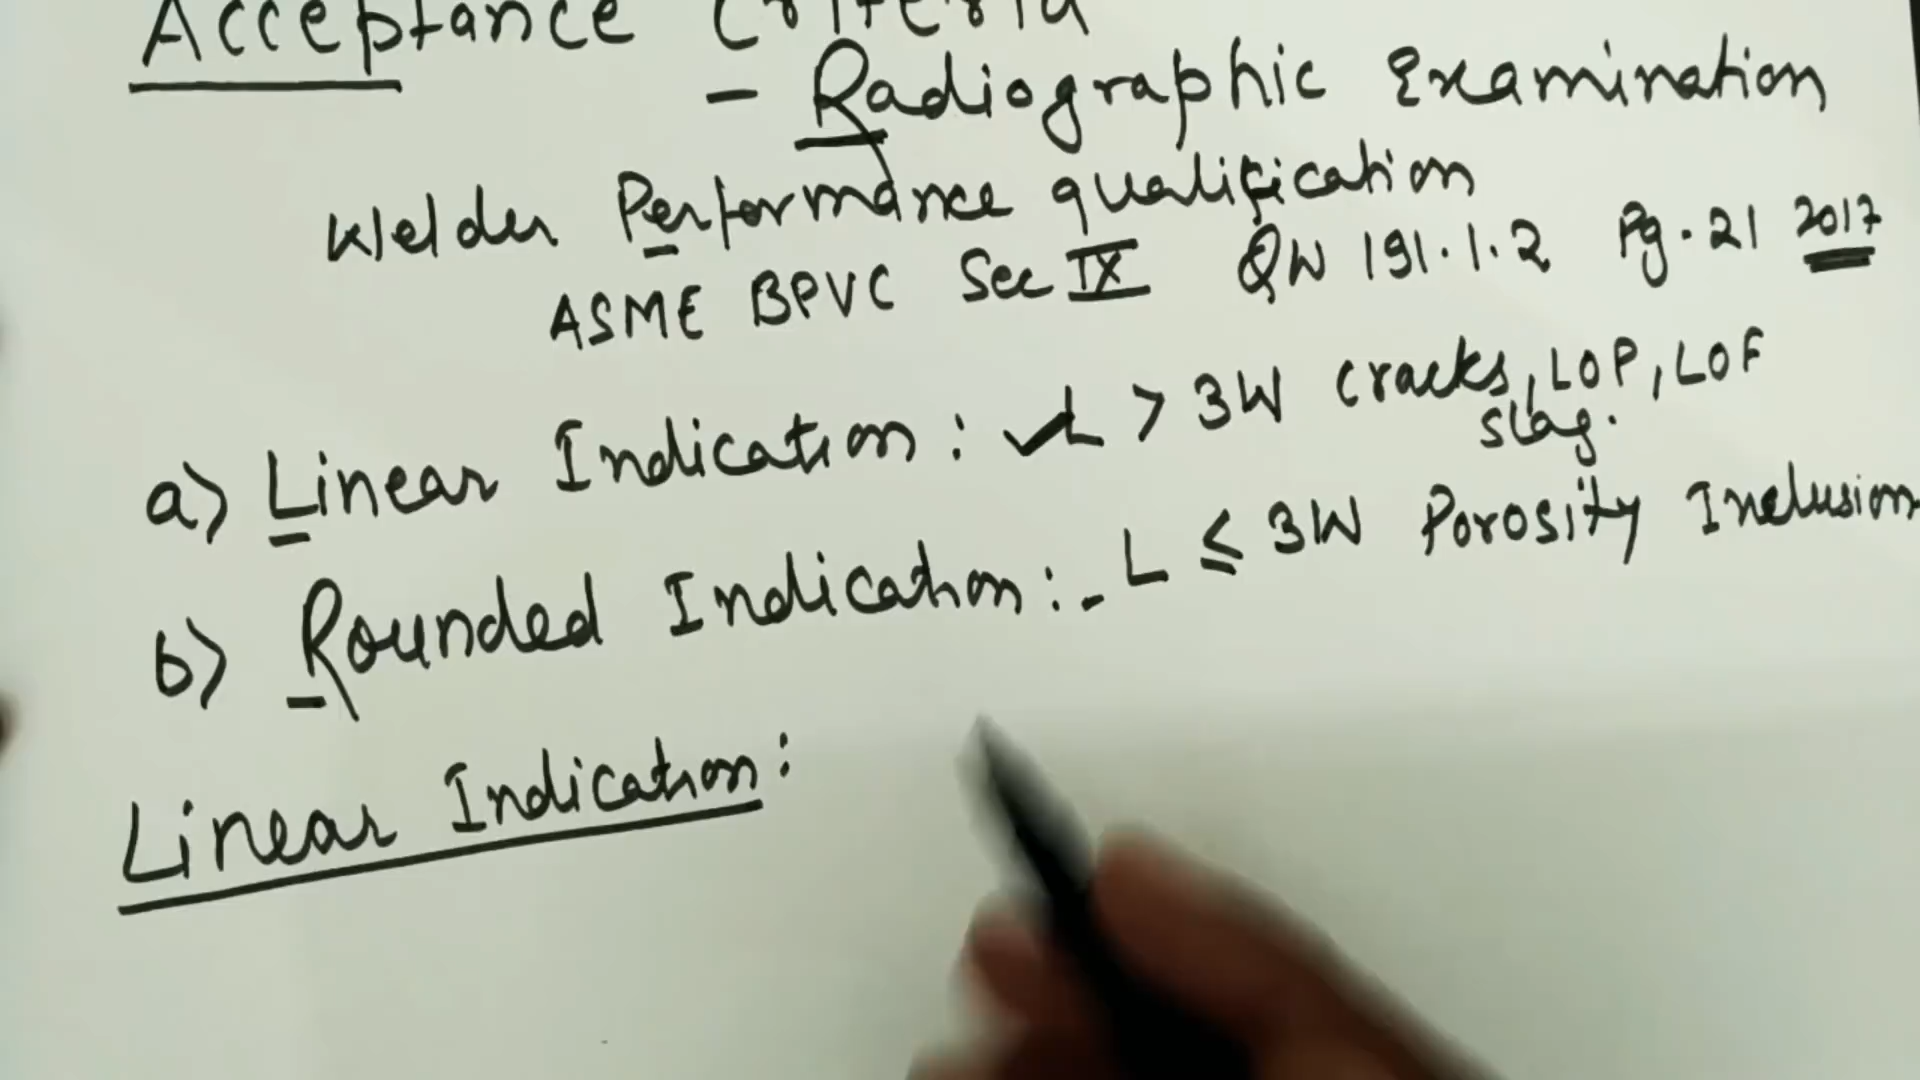 Acceptance Criteria
- Radiographic Examination
Welder Performance qualification
ASME BPVC Sec IX QW 191.1.2 Pg. 21 2017
a) Linear Indication : ✓L > 3W cracks, LOP, LOF
slag.
b) Rounded Indication :- L ≤ 3W Porosity Inclusion
Linear Indication :